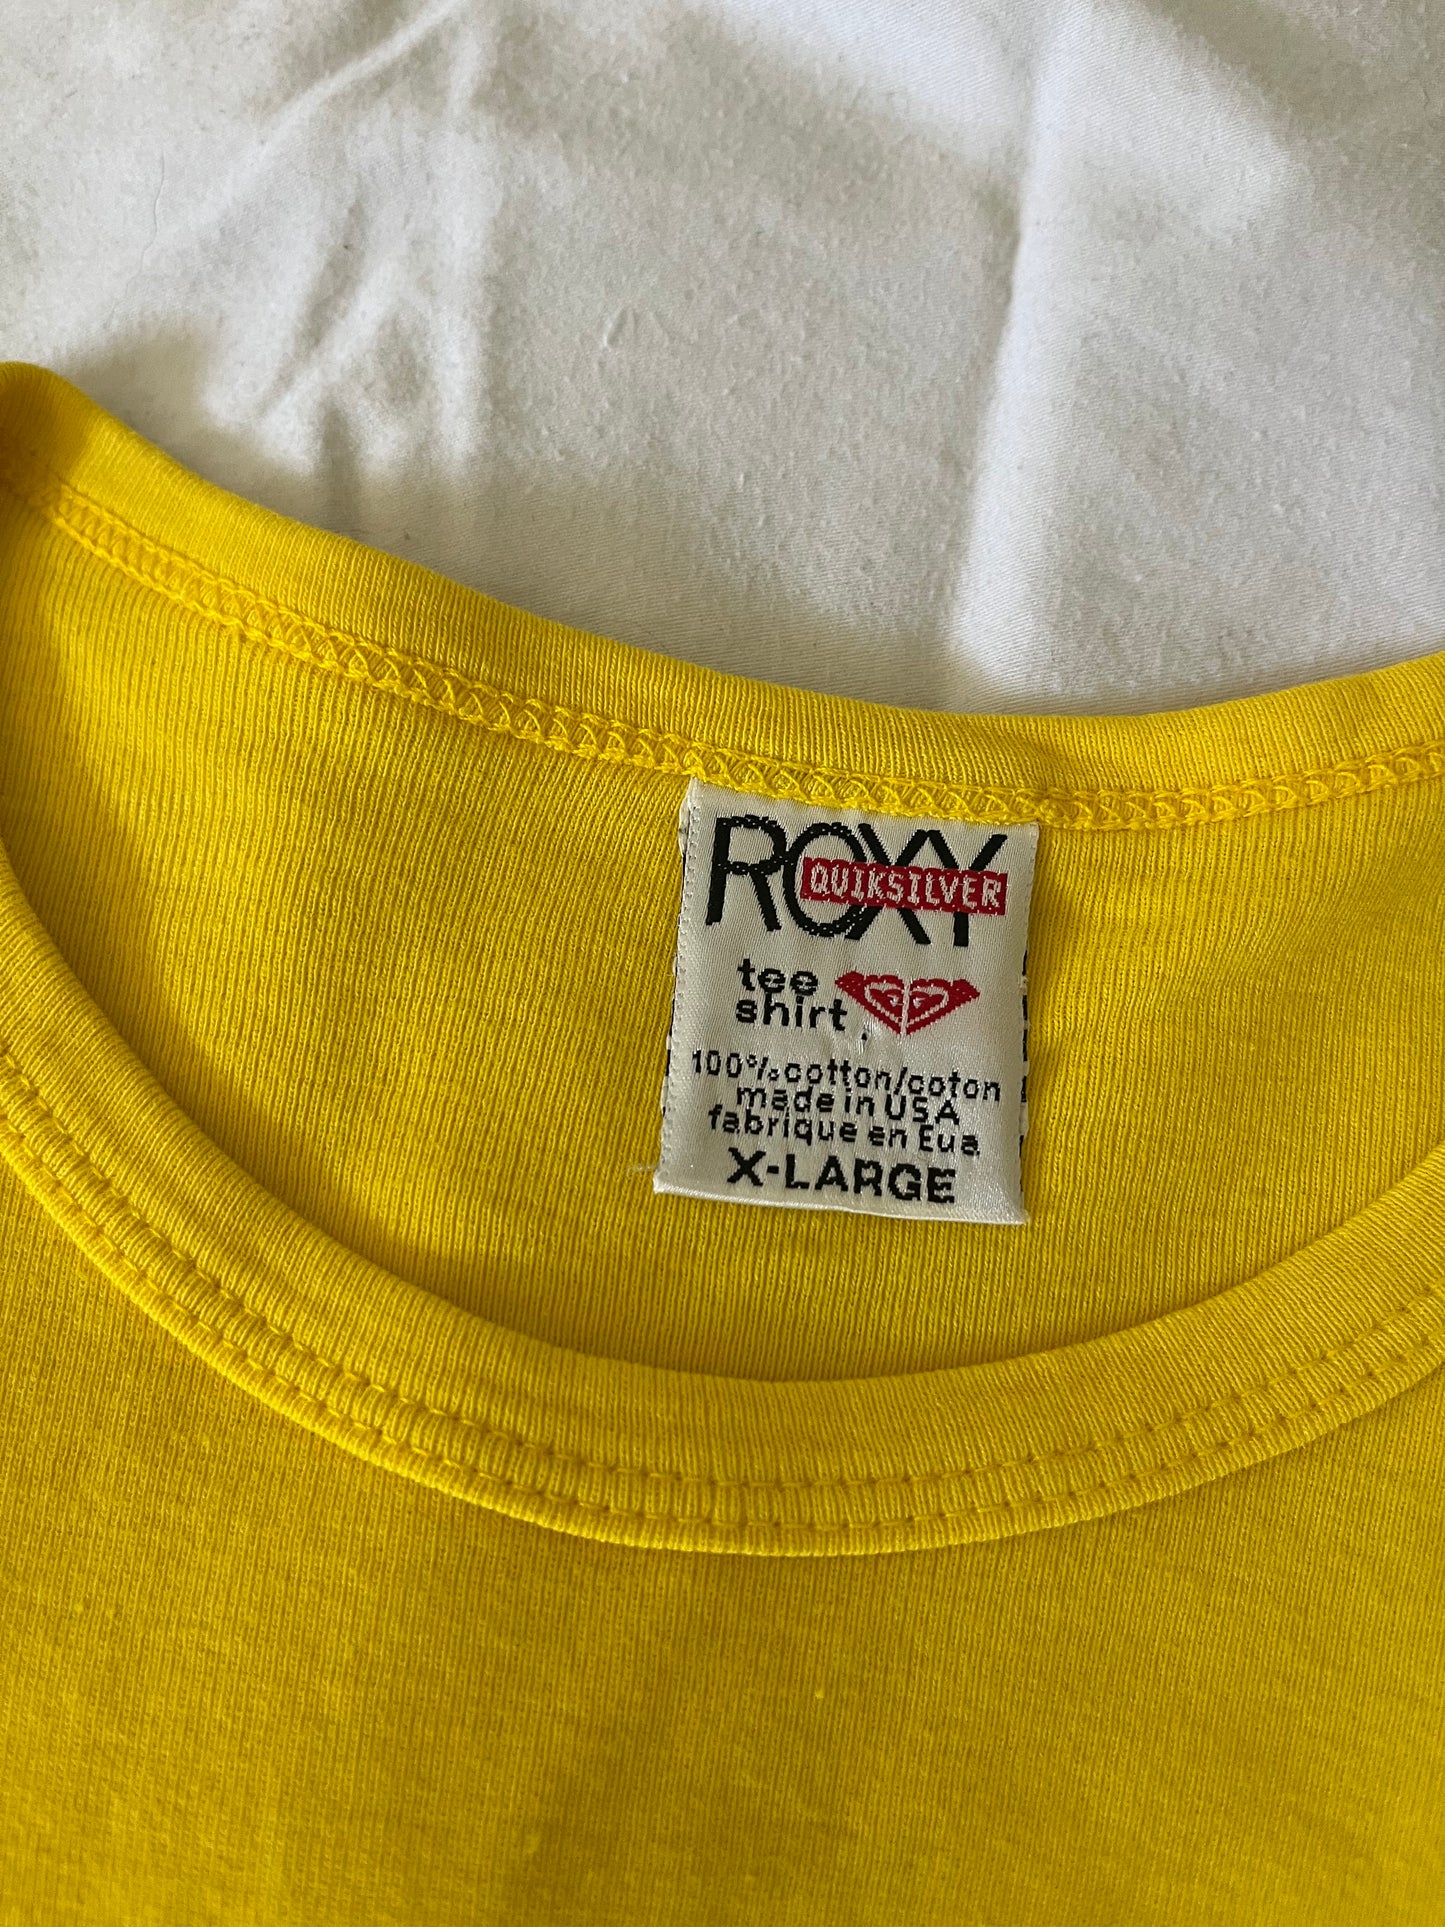 ROXY
QUIKSILVER
tee
shirt
100% cotton/coton
made in USA
fabrique en Eua
X-LARGE